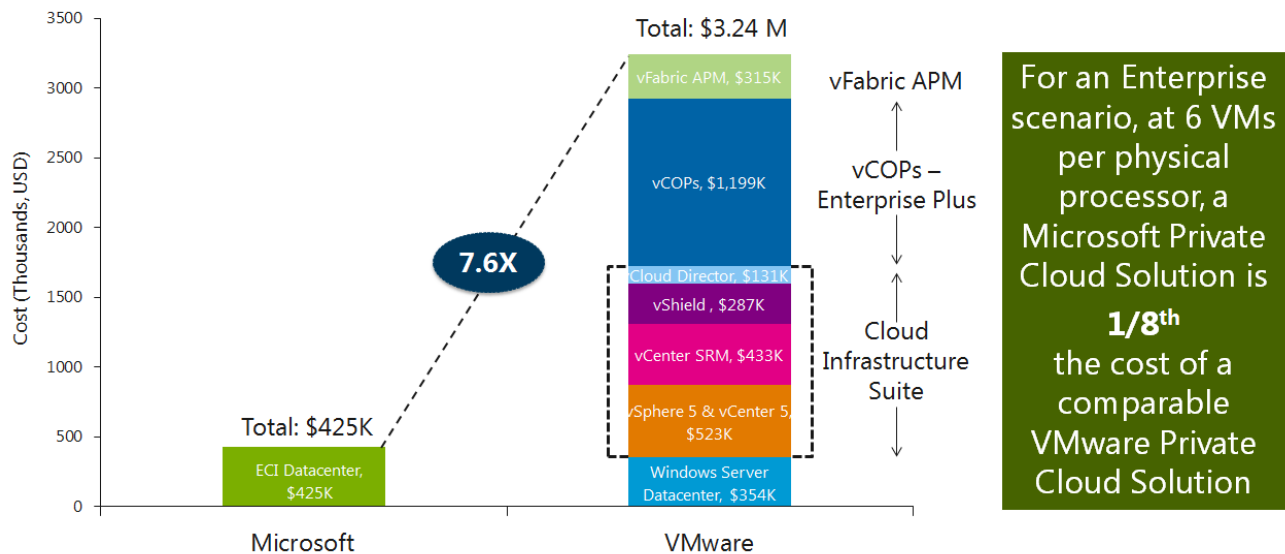 Total: $3.24 M
Cost (Thousands, USD)
3500
3000
2500
2000
1500
1000
500
0
7.6X
Total: $425K
ECI Datacenter,
$425K
vFabric APM, $315K
vCOPs, $1,199K
Cloud Director, $131K
vShield , $287K
vCenter SRM, $433K
vSphere 5 & vCenter 5,
$523K
Windows Server
Datacenter, $354K
Microsoft
VMware
vFabric APM
vCOPs –
Enterprise Plus
Cloud
Infrastructure
Suite
For an Enterprise
scenario, at 6 VMs
per physical
processor, a
Microsoft Private
Cloud Solution is
1/8th
the cost of a
comparable
VMware Private
Cloud Solution